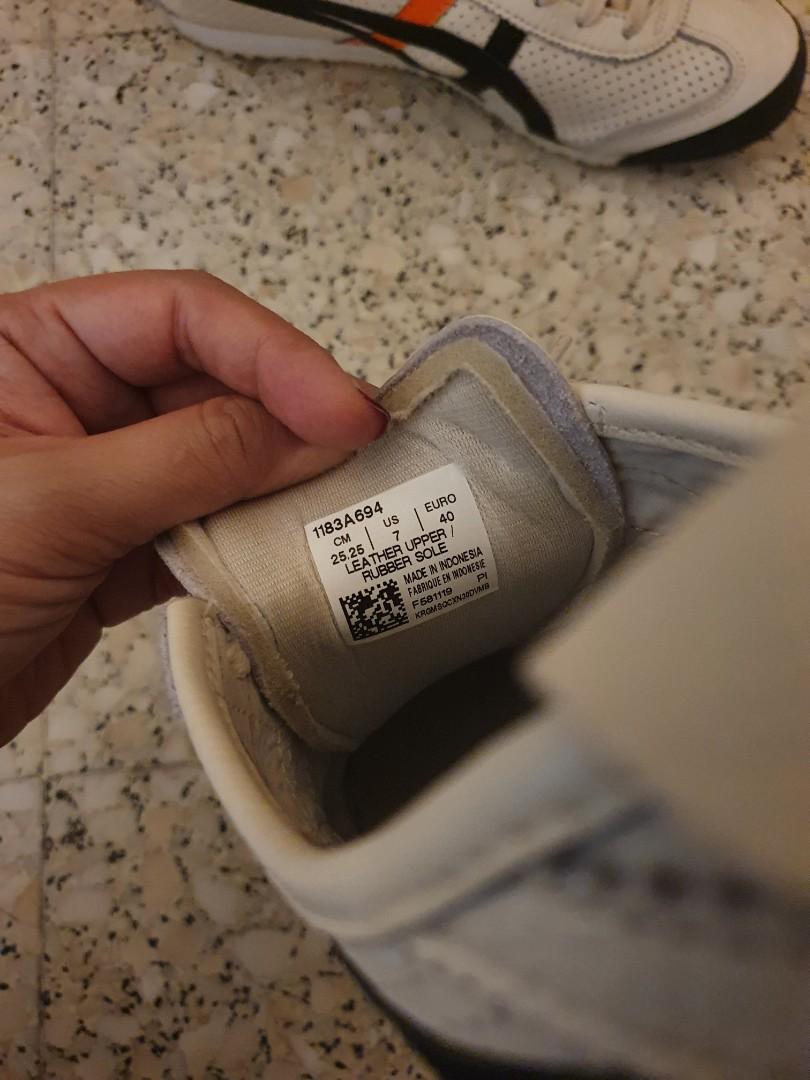 1183A694
CM | US | EURO
25.25 | 7 | 40
LEATHER UPPER /
RUBBER SOLE
MADE IN INDONESIA
FABRIQUE EN INDONESIE
F581119 PI
KRGMSQCXN30DVMB